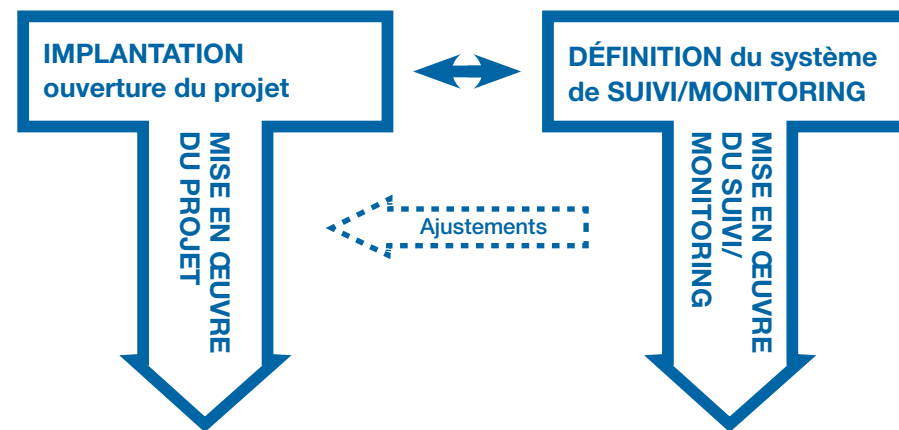 IMPLANTATION
ouverture du projet
DÉFINITION du système
de SUIVI/MONITORING
MISE EN ŒUVRE
DU PROJET
Ajustements
MISE EN ŒUVRE
DU SUIVI/
MONITORING